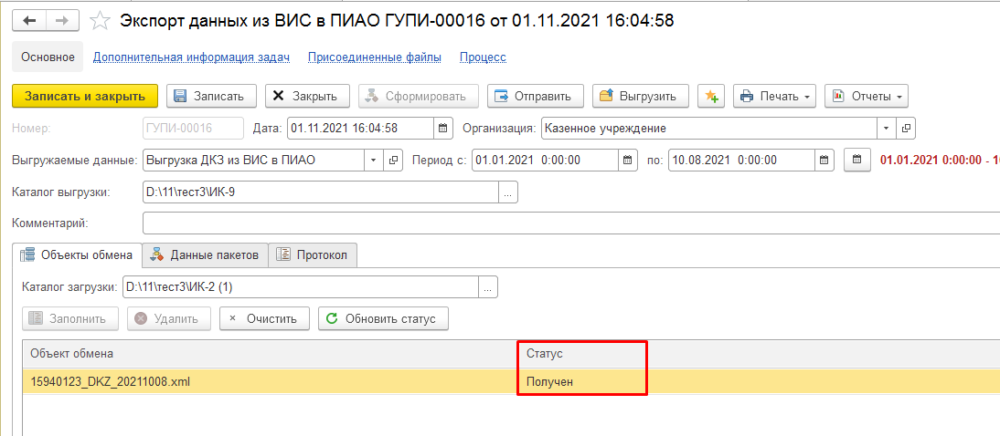 Экспорт данных из ВИС в ПИАО ГУПИ-00016 от 01.11.2021 16:04:58
Основное Дополнительная информация задач Присоединенные файлы Процесс
Записать и закрыть Записать Закрыть Сформировать Отправить Выгрузить Печать Отчеты
Номер: ГУПИ-00016 Дата: 01.11.2021 16:04:58 Организация: Казенное учреждение
Выгружаемые данные: Выгрузка ДКЗ из ВИС в ПИАО Период с: 01.01.2021 0:00:00 по: 10.08.2021 0:00:00 01.01.2021 0:00:00 - 1
Каталог выгрузки: D:\11\тест3\ИК-9 ...
Комментарий:
Объекты обмена Данные пакетов Протокол
Каталог загрузки: D:\11\тест3\ИК-2 (1) ...
Заполнить Удалить × Очистить Обновить статус
Объект обмена Статус
15940123_DKZ_20211008.xml Получен